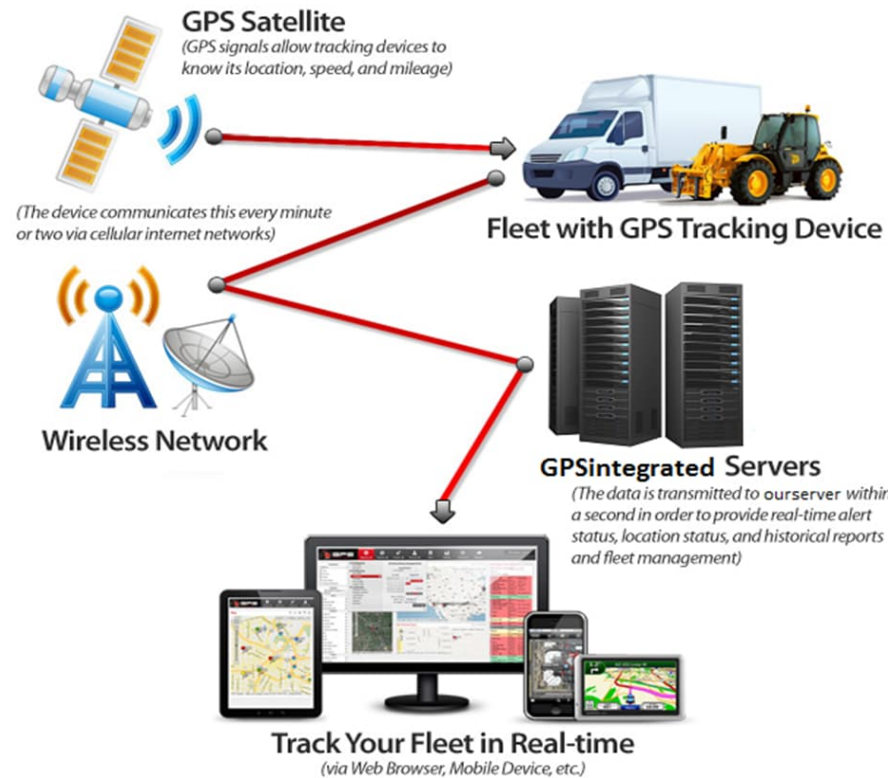 GPS Satellite
(GPS signals allow tracking devices to
know its location, speed, and mileage)
(The device communicates this every minute
or two via cellular internet networks)
Fleet with GPS Tracking Device
Wireless Network
GPSintegrated Servers
(The data is transmitted to ourserver within
a second in order to provide real-time alert
status, location status, and historical reports
and fleet management)
Track Your Fleet in Real-time
(via Web Browser, Mobile Device, etc.)